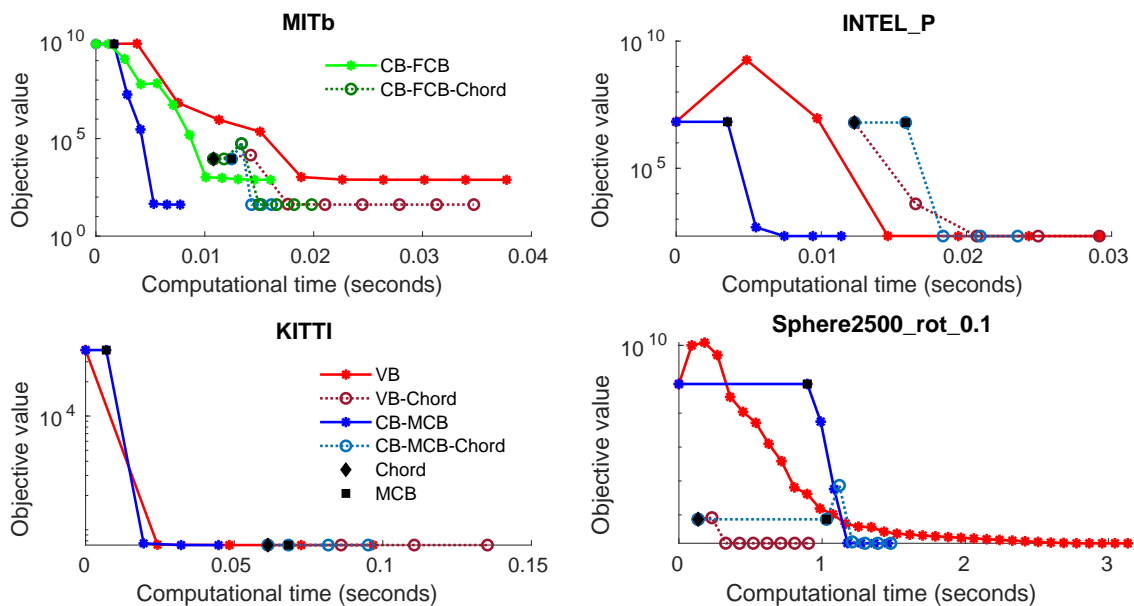 MITb
Objective value
10^10
10^5
10^0
0
0.01
0.02
0.03
0.04
Computational time (seconds)
CB-FCB
CB-FCB-Chord
INTEL_P
Objective value
10^10
10^5
0
0.01
0.02
0.03
Computational time (seconds)
KITTI
Objective value
10^4
0
0.05
0.1
0.15
Computational time (seconds)
VB
VB-Chord
CB-MCB
CB-MCB-Chord
Chord
MCB
Sphere2500_rot_0.1
Objective value
10^10
0
1
2
3
Computational time (seconds)